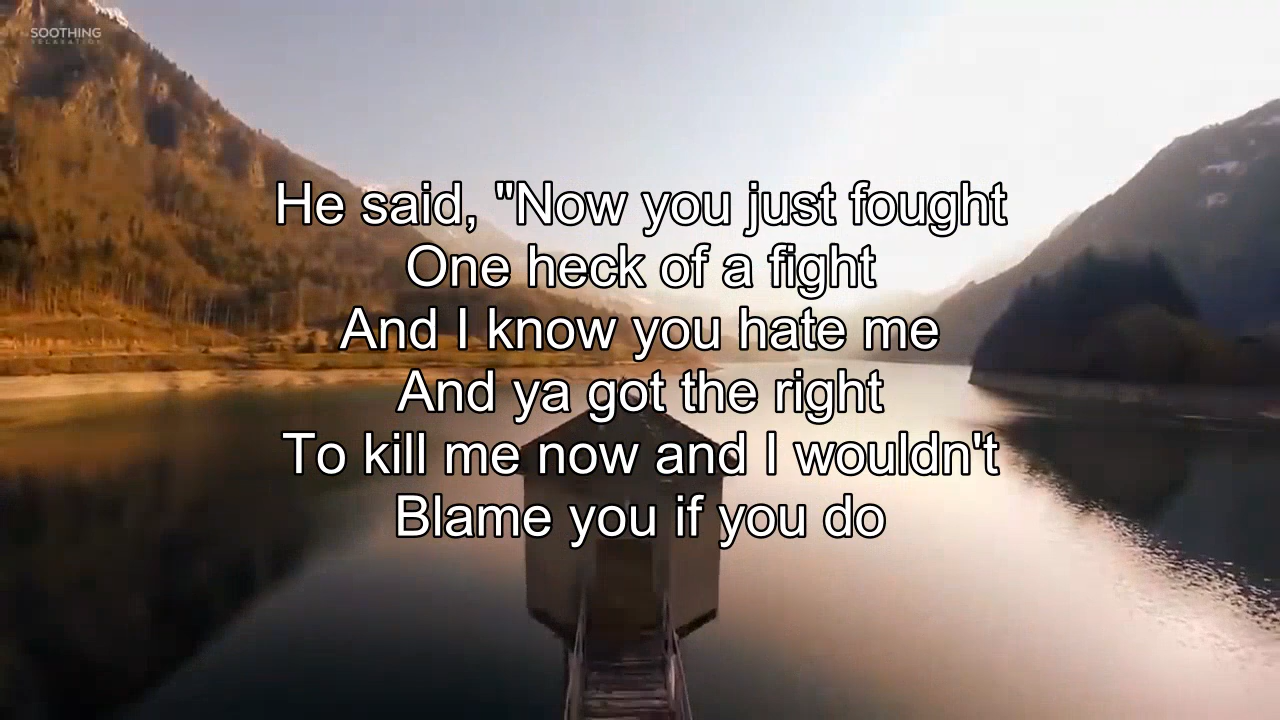 SOOTHING
RELAXATION
He said, "Now you just fought
One heck of a fight
And I know you hate me
And ya got the right
To kill me now and I wouldn't
Blame you if you do